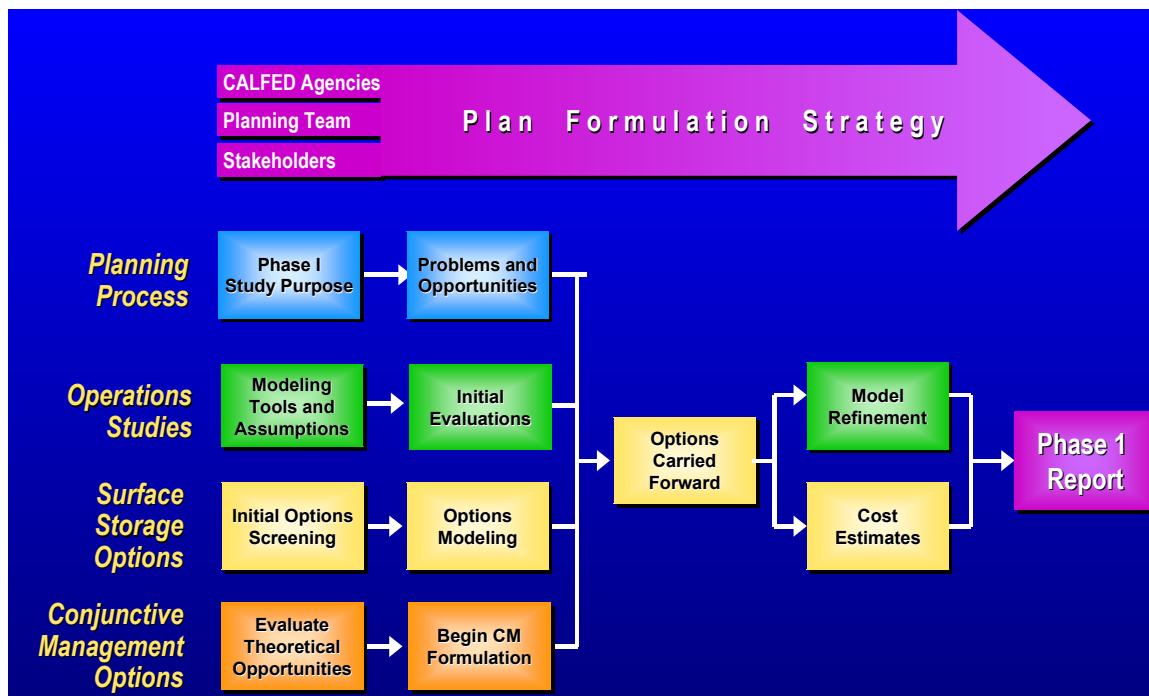 CALFED Agencies
Planning Team
Stakeholders
Plan Formulation Strategy
Planning
Process
Phase I
Study Purpose
Problems and
Opportunities
Operations
Studies
Modeling
Tools and
Assumptions
Initial
Evaluations
Surface
Storage
Options
Initial Options
Screening
Options
Modeling
Conjunctive
Management
Options
Evaluate
Theoretical
Opportunities
Begin CM
Formulation
Options
Carried
Forward
Model
Refinement
Cost
Estimates
Phase 1
Report